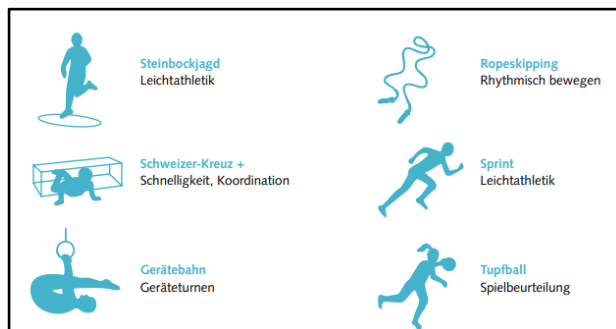 Steinbockjagd
Leichtathletik
Ropeskipping
Rhythmisch bewegen
Schweizer-Kreuz +
Schnelligkeit, Koordination
Sprint
Leichtathletik
Gerätebahn
Geräteturnen
Tupfball
Spielbeurteilung